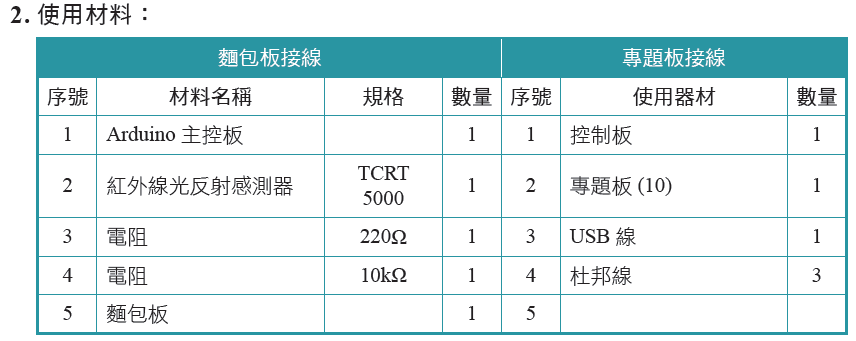 2. 使用材料：
麵包板接線 專題板接線
序號 材料名稱 規格 數量 序號 使用器材 數量
1 Arduino 主控板 1 1 控制板 1
2 紅外線光反射感測器 TCRT 5000 1 2 專題板 (10) 1
3 電阻 220Ω 1 3 USB 線 1
4 電阻 10kΩ 1 4 杜邦線 3
5 麵包板 1 5